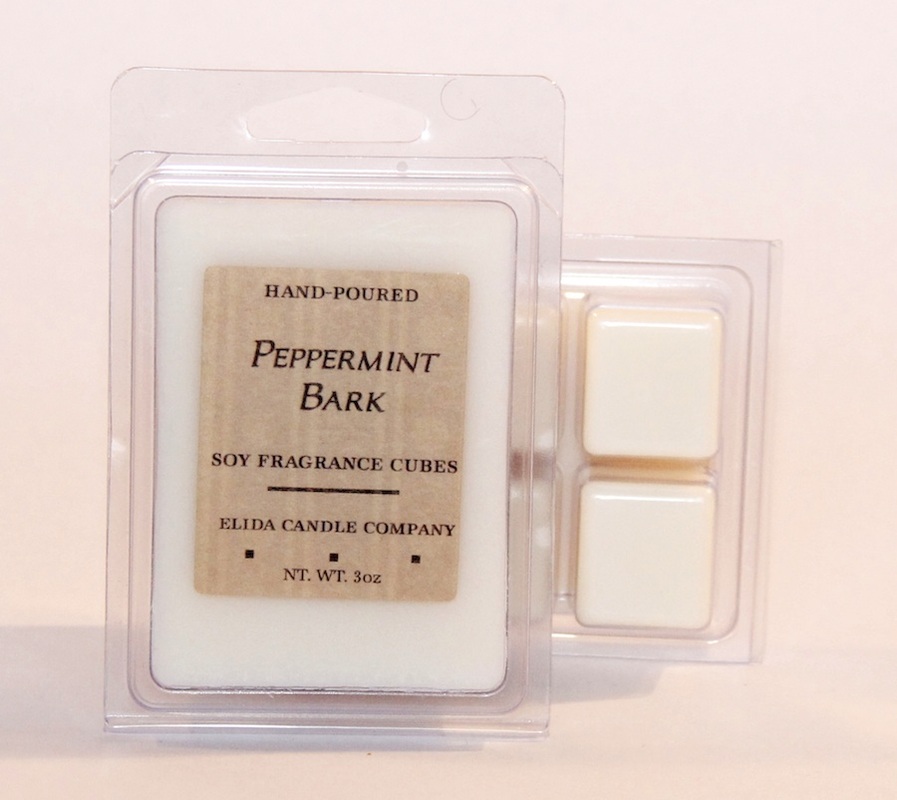 HAND-POURED
PEPPERMINT
BARK
SOY FRAGRANCE CUBES
ELIDA CANDLE COMPANY
NT. WT. 3oz